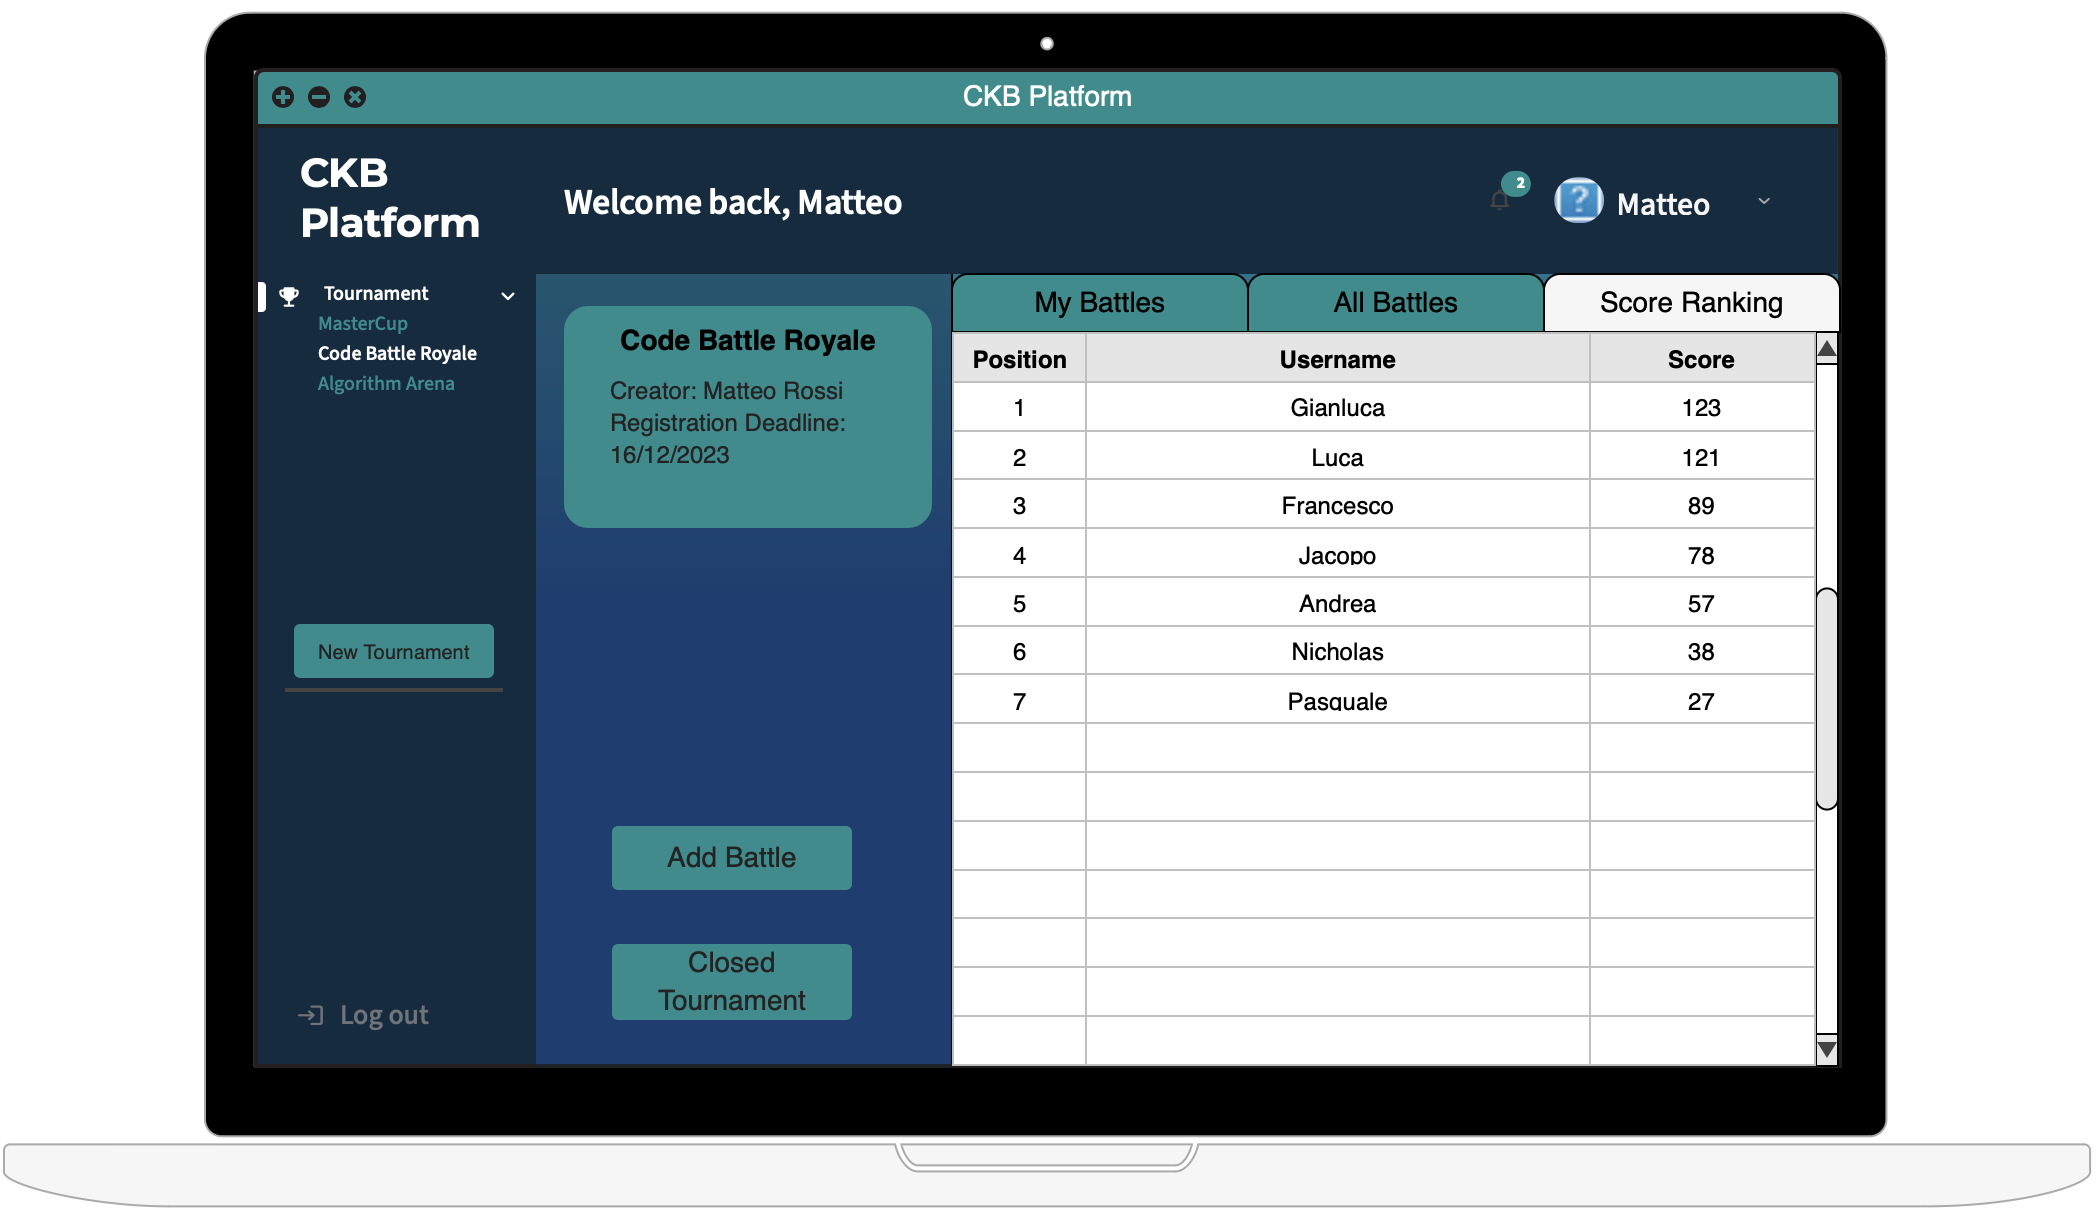 CKB Platform
CKB
Platform
Welcome back, Matteo
2
Matteo
Tournament
MasterCup
Code Battle Royale
Algorithm Arena
New Tournament
Log out
Code Battle Royale
Creator: Matteo Rossi
Registration Deadline:
16/12/2023
Add Battle
Closed
Tournament
My Battles All Battles Score Ranking
Position Username Score
1 Gianluca 123
2 Luca 121
3 Francesco 89
4 Jacopo 78
5 Andrea 57
6 Nicholas 38
7 Pasquale 27